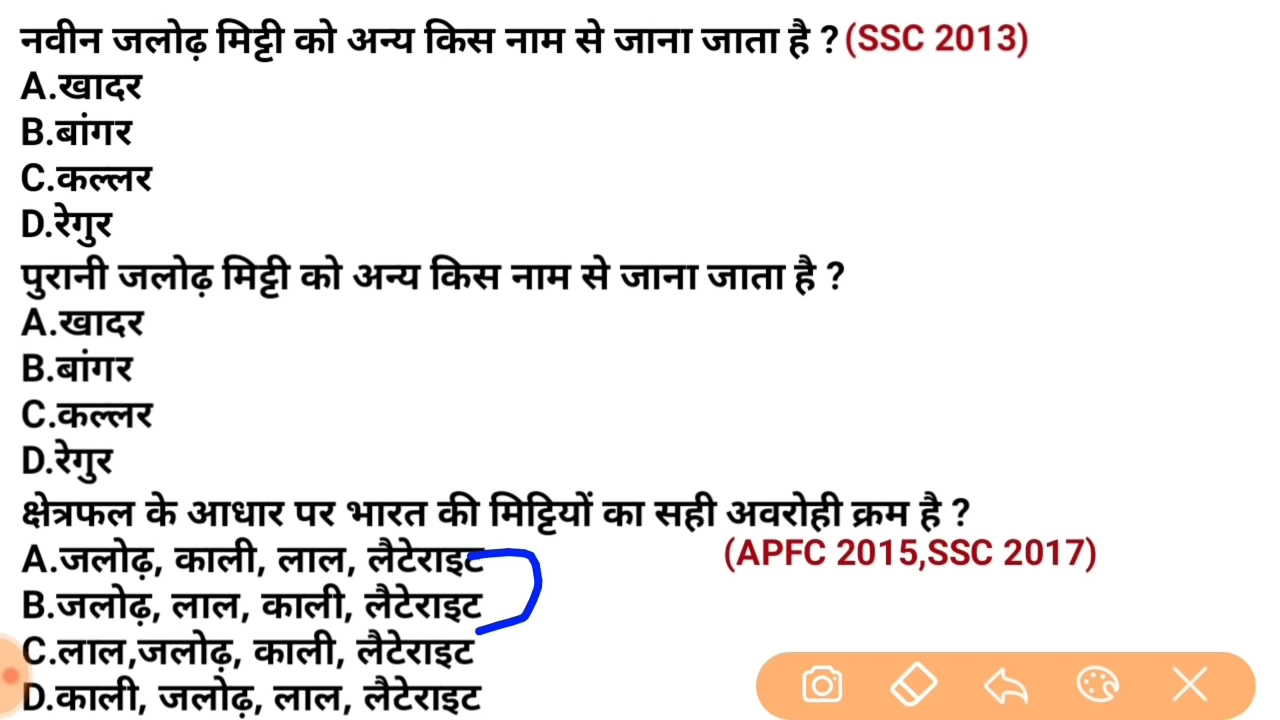 नवीन जलोढ़ मिट्टी को अन्य किस नाम से जाना जाता है ? (SSC 2013)
A.खादर
B.बांगर
C.कल्लर
D.रेगुर
पुरानी जलोढ़ मिट्टी को अन्य किस नाम से जाना जाता है ?
A.खादर
B.बांगर
C.कल्लर
D.रेगुर
क्षेत्रफल के आधार पर भारत की मिट्टियों का सही अवरोही क्रम है ?
(APFC 2015,SSC 2017)
A.जलोढ़, काली, लाल, लैटेराइट
B.जलोढ़, लाल, काली, लैटेराइट
C.लाल,जलोढ़, काली, लैटेराइट
D.काली, जलोढ़, लाल, लैटेराइट